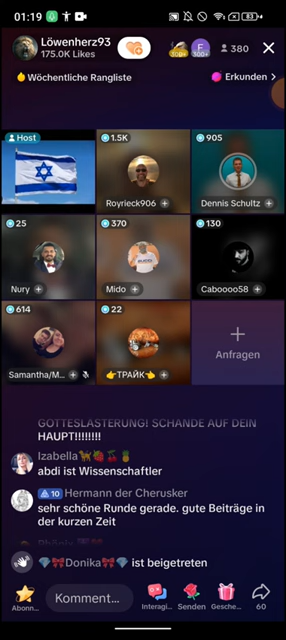 01:19
83%
Löwenherz93
175.0K Likes
300+
F
300+
380
Wöchentliche Rangliste
Erkunden >
Host
1.5K
905
Royrieck906
Dennis Schultz
25
370
130
Nury
Mido
Caboooo58
614
22
Samantha/M...
👉ТРАЙК👈
Anfragen
GOTTESLÄSTERUNG! SCHANDE AUF DEIN
HAUPT!!!!!!!!
Izabella🐆🍓🍒🍍
abdi ist Wissenschaftler
10 Hermann der Cherusker
sehr schöne Runde gerade. gute Beiträge in
der kurzen Zeit
💎🎀Donika🎀💎 ist beigetreten
Abonn...
Kommentar...
Interagi...
Senden
Gesche...
60